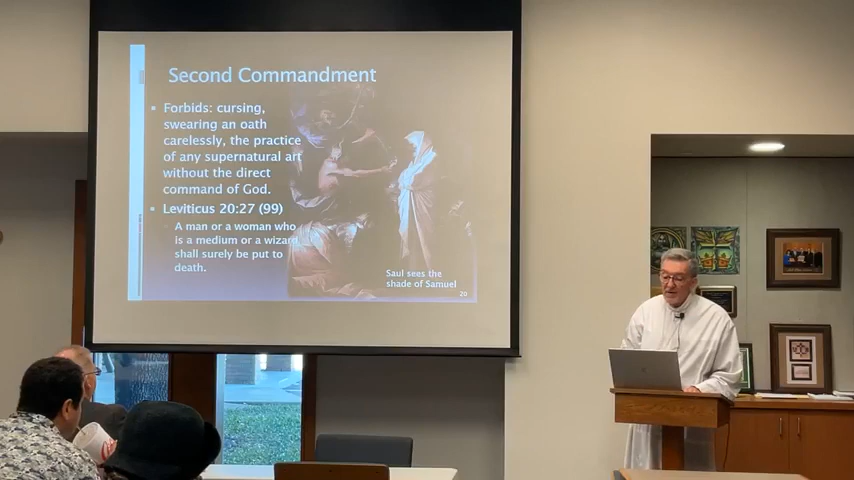 Second Commandment
Forbids: cursing,
swearing an oath
carelessly, the practice
of any supernatural art
without the direct
command of God.
Leviticus 20:27 (99)
A man or a woman who
is a medium or a wizard
shall surely be put to
death.
Saul sees the
shade of Samuel
20